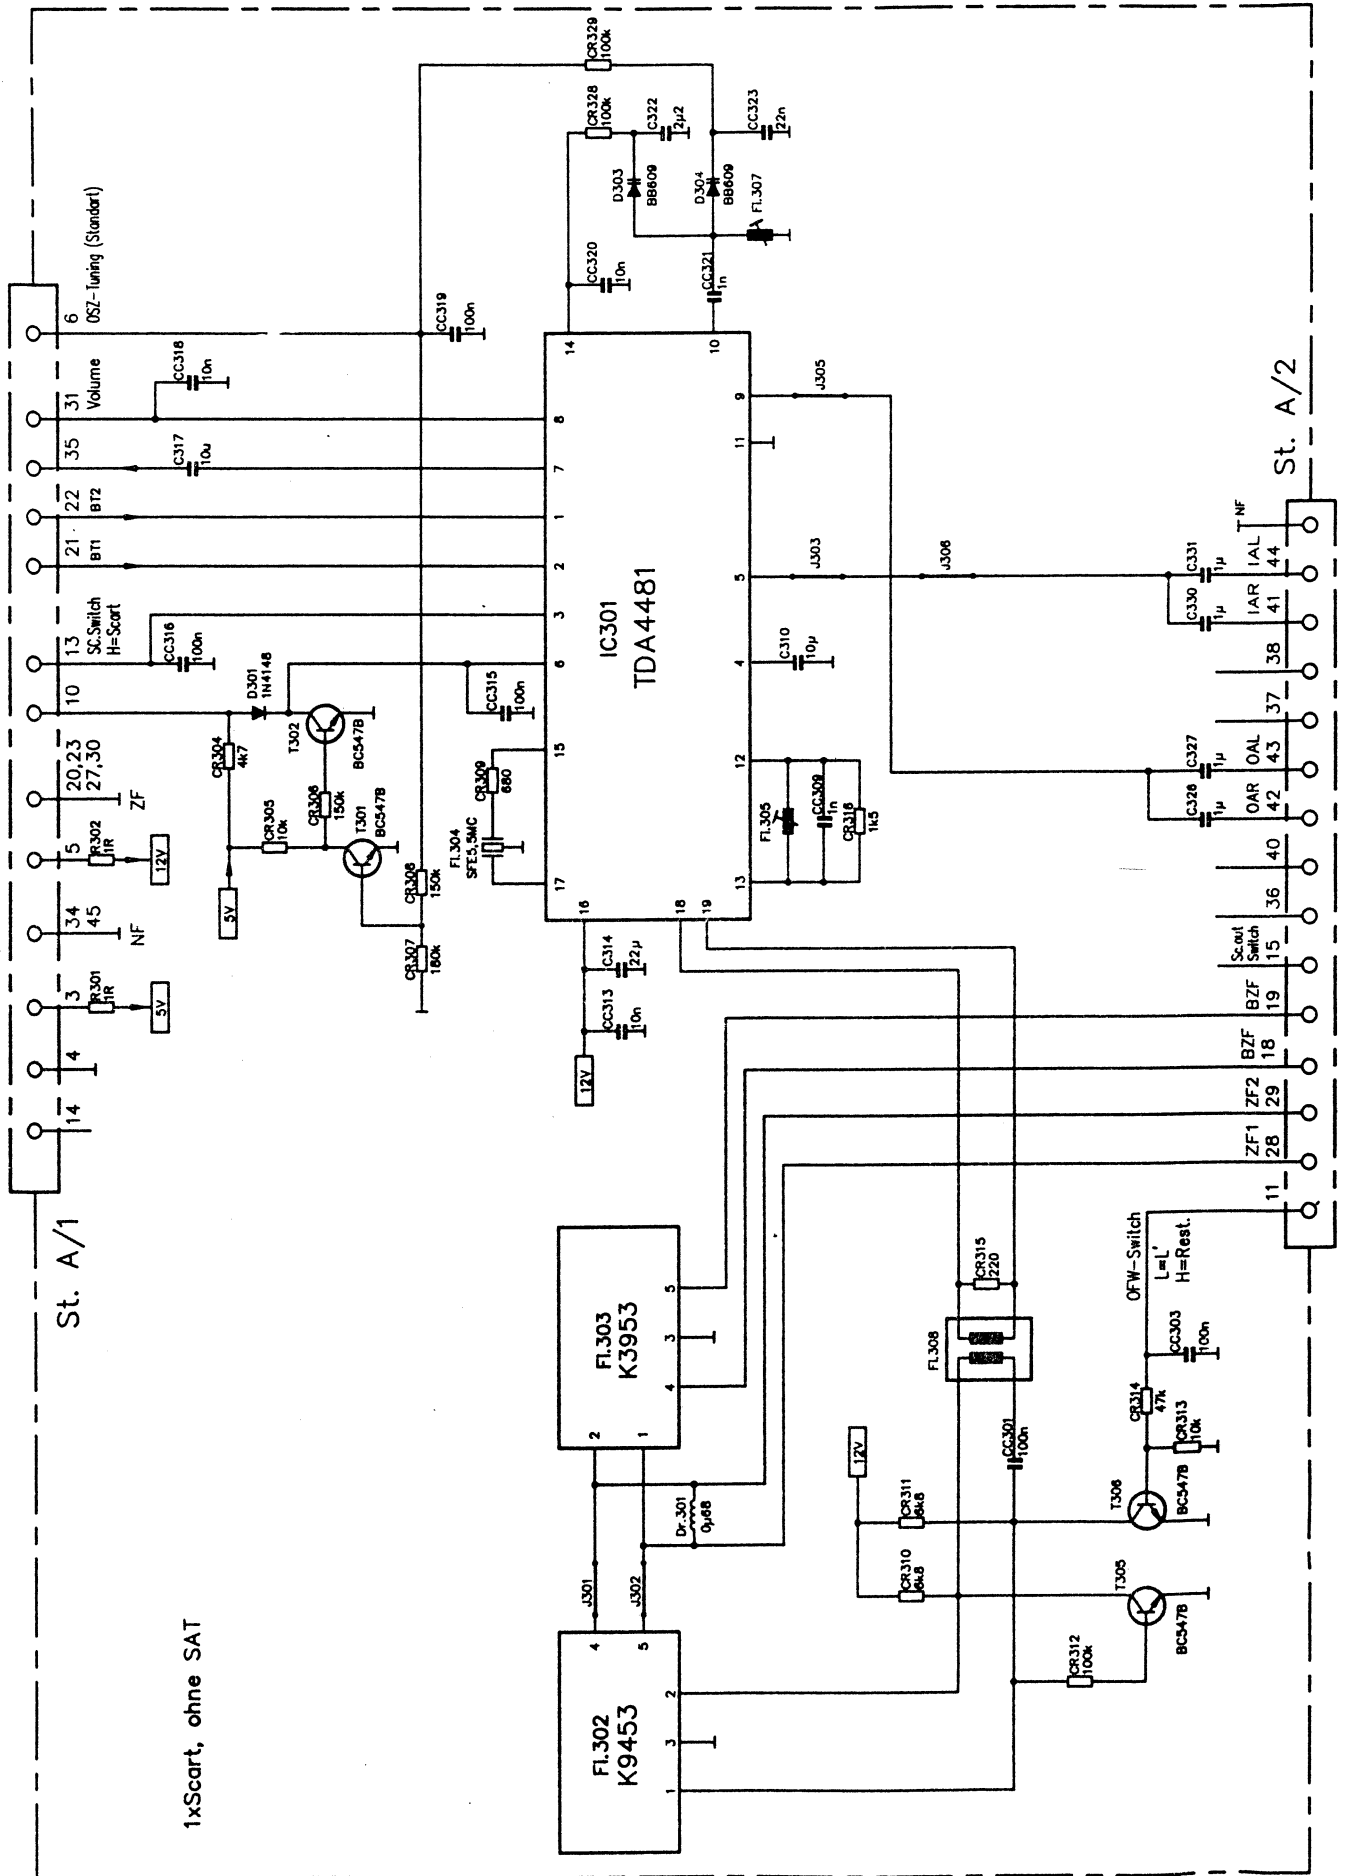 1xScart, ohne SAT
St. A/1
14
4
3
R301
1R
5V
34
45
NF
5
R302
1R
12V
20,23
27,30
ZF
10
13
SC.Switch
H=Scart
CC316
100n
21
BT1
22
BT2
35
C317
10u
31
Volume
CC318
10n
6
OSZ-Tuning (Standart)
CC319
100n
5V
CR304
4k7
D301
1N4148
T302
BC547B
CR305
10k
CR306
150k
T301
BC547B
CR307
180k
CR308
150k
CC315
100n
CR309
680
F1.304
SFE5,5MC
CR329
100k
CR328
100k
C322
2µ2
D303
BB609
D304
BB609
CC323
22n
F1.307
CC320
10n
CC321
1n
IC301
TDA4481
17
15
6
3
2
1
7
8
14
10
16
18
19
13
12
4
5
11
9
12V
CC313
10n
C314
22µ
F1.305
CC309
1n
CR316
1k5
C310
10µ
J303
J306
J305
F1.302
K9453
4
5
1
3
2
J301
J302
Dr.301
0µ68
F1.303
K3953
2
1
4
3
5
12V
CR310
6k8
CR311
6k8
CC301
100n
F1.308
CR315
220
CR312
100k
T305
BC547B
T306
BC547B
CR313
10k
CR314
47k
CC303
100n
OFW-Switch
L=L'
H=Rest.
11
ZF1
28
ZF2
29
BZF
18
BZF
19
Sc.out
Switch
15
36
40
C326
1µ
OAR
42
C327
1µ
OAL
43
37
38
C330
1µ
IAR
41
C331
1µ
IAL
44
NF
St. A/2